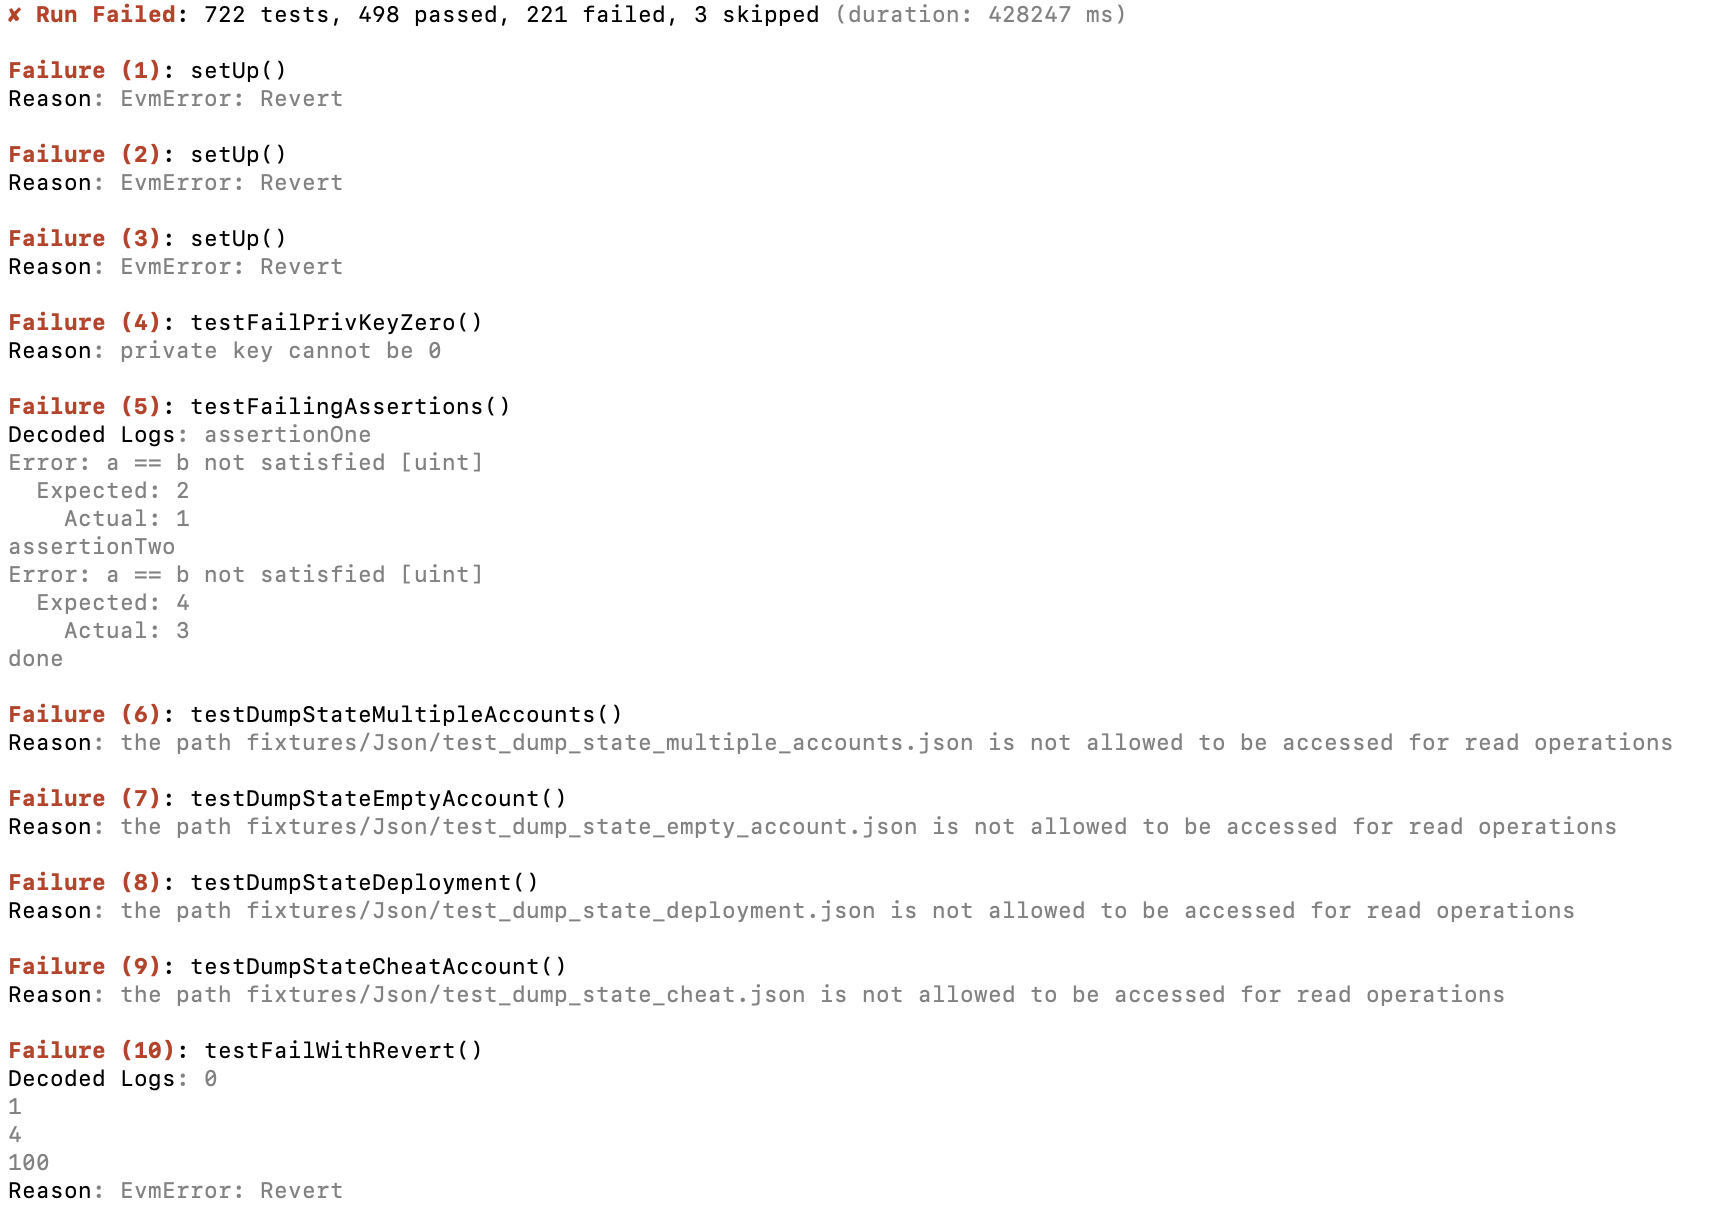 ✘ Run Failed: 722 tests, 498 passed, 221 failed, 3 skipped (duration: 428247 ms)
Failure (1): setUp()
Reason: EvmError: Revert
Failure (2): setUp()
Reason: EvmError: Revert
Failure (3): setUp()
Reason: EvmError: Revert
Failure (4): testFailPrivKeyZero()
Reason: private key cannot be 0
Failure (5): testFailingAssertions()
Decoded Logs: assertionOne
Error: a == b not satisfied [uint]
Expected: 2
Actual: 1
assertionTwo
Error: a == b not satisfied [uint]
Expected: 4
Actual: 3
done
Failure (6): testDumpStateMultipleAccounts()
Reason: the path fixtures/Json/test_dump_state_multiple_accounts.json is not allowed to be accessed for read operations
Failure (7): testDumpStateEmptyAccount()
Reason: the path fixtures/Json/test_dump_state_empty_account.json is not allowed to be accessed for read operations
Failure (8): testDumpStateDeployment()
Reason: the path fixtures/Json/test_dump_state_deployment.json is not allowed to be accessed for read operations
Failure (9): testDumpStateCheatAccount()
Reason: the path fixtures/Json/test_dump_state_cheat.json is not allowed to be accessed for read operations
Failure (10): testFailWithRevert()
Decoded Logs: 0
1
4
100
Reason: EvmError: Revert